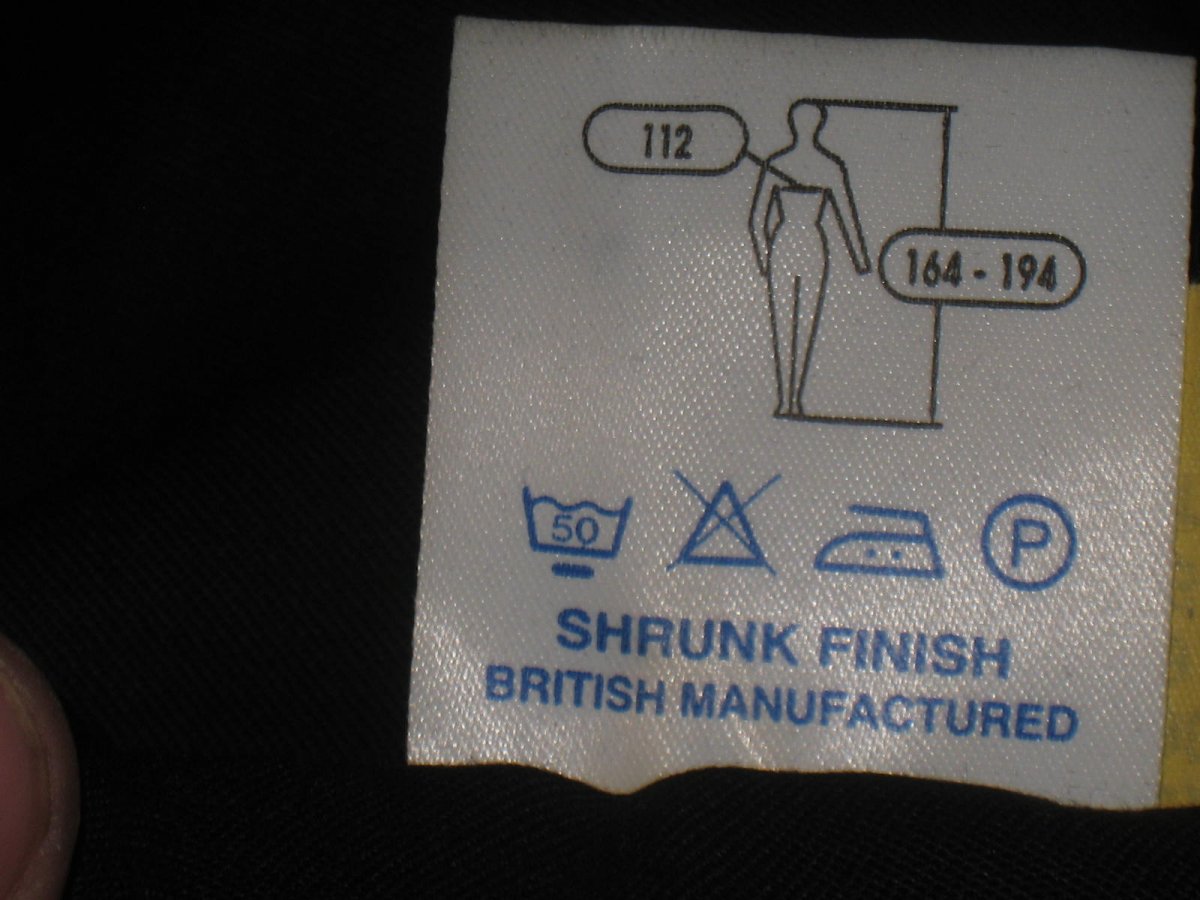 112
164 - 194
50
P
SHRUNK FINISH
BRITISH MANUFACTURED